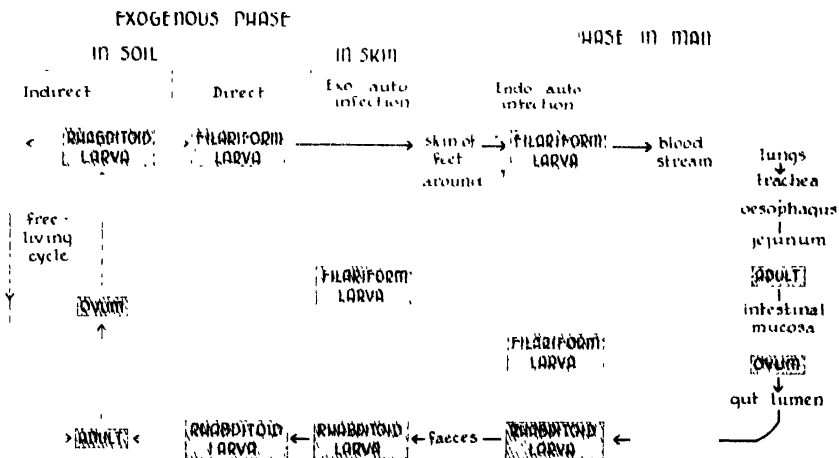 EXOGENOUS PHASE
PHASE IN MAN
IN SOIL
IN SKIN
Indirect
Direct
Exo auto
infection
Endo auto
infection
RHABDITOID
LARVA
FILARIFORM
LARVA
skin of
feet
around
FILARIFORM
LARVA
blood
stream
lungs
trachea
oesophagus
jejunum
free-
living
cycle
FILARIFORM
LARVA
ADULT
OVUM
intestinal
mucosa
FILARIFORM
LARVA
OVUM
gut lumen
ADULT
RHABDITOID
LARVA
RHABDITOID
LARVA
faeces
RHABDITOID
LARVA